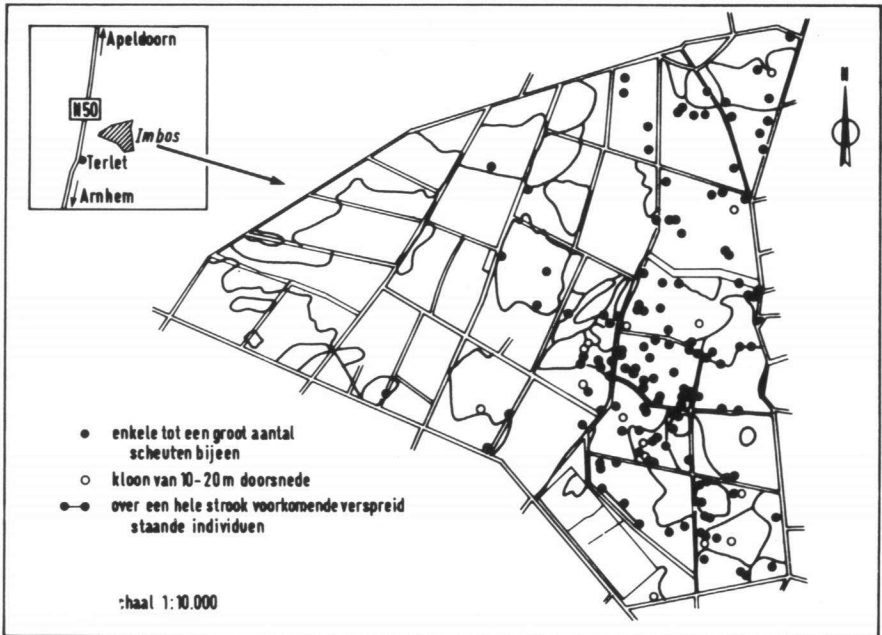 Apeldoorn
N50
Imbos
Terlet
Arnhem
N
enkele tot een groot aantal
scheuten bijeen
kloon van 10-20m doorsnede
over een hele strook voorkomende verspreid
staande individuen
:haal 1:10.000